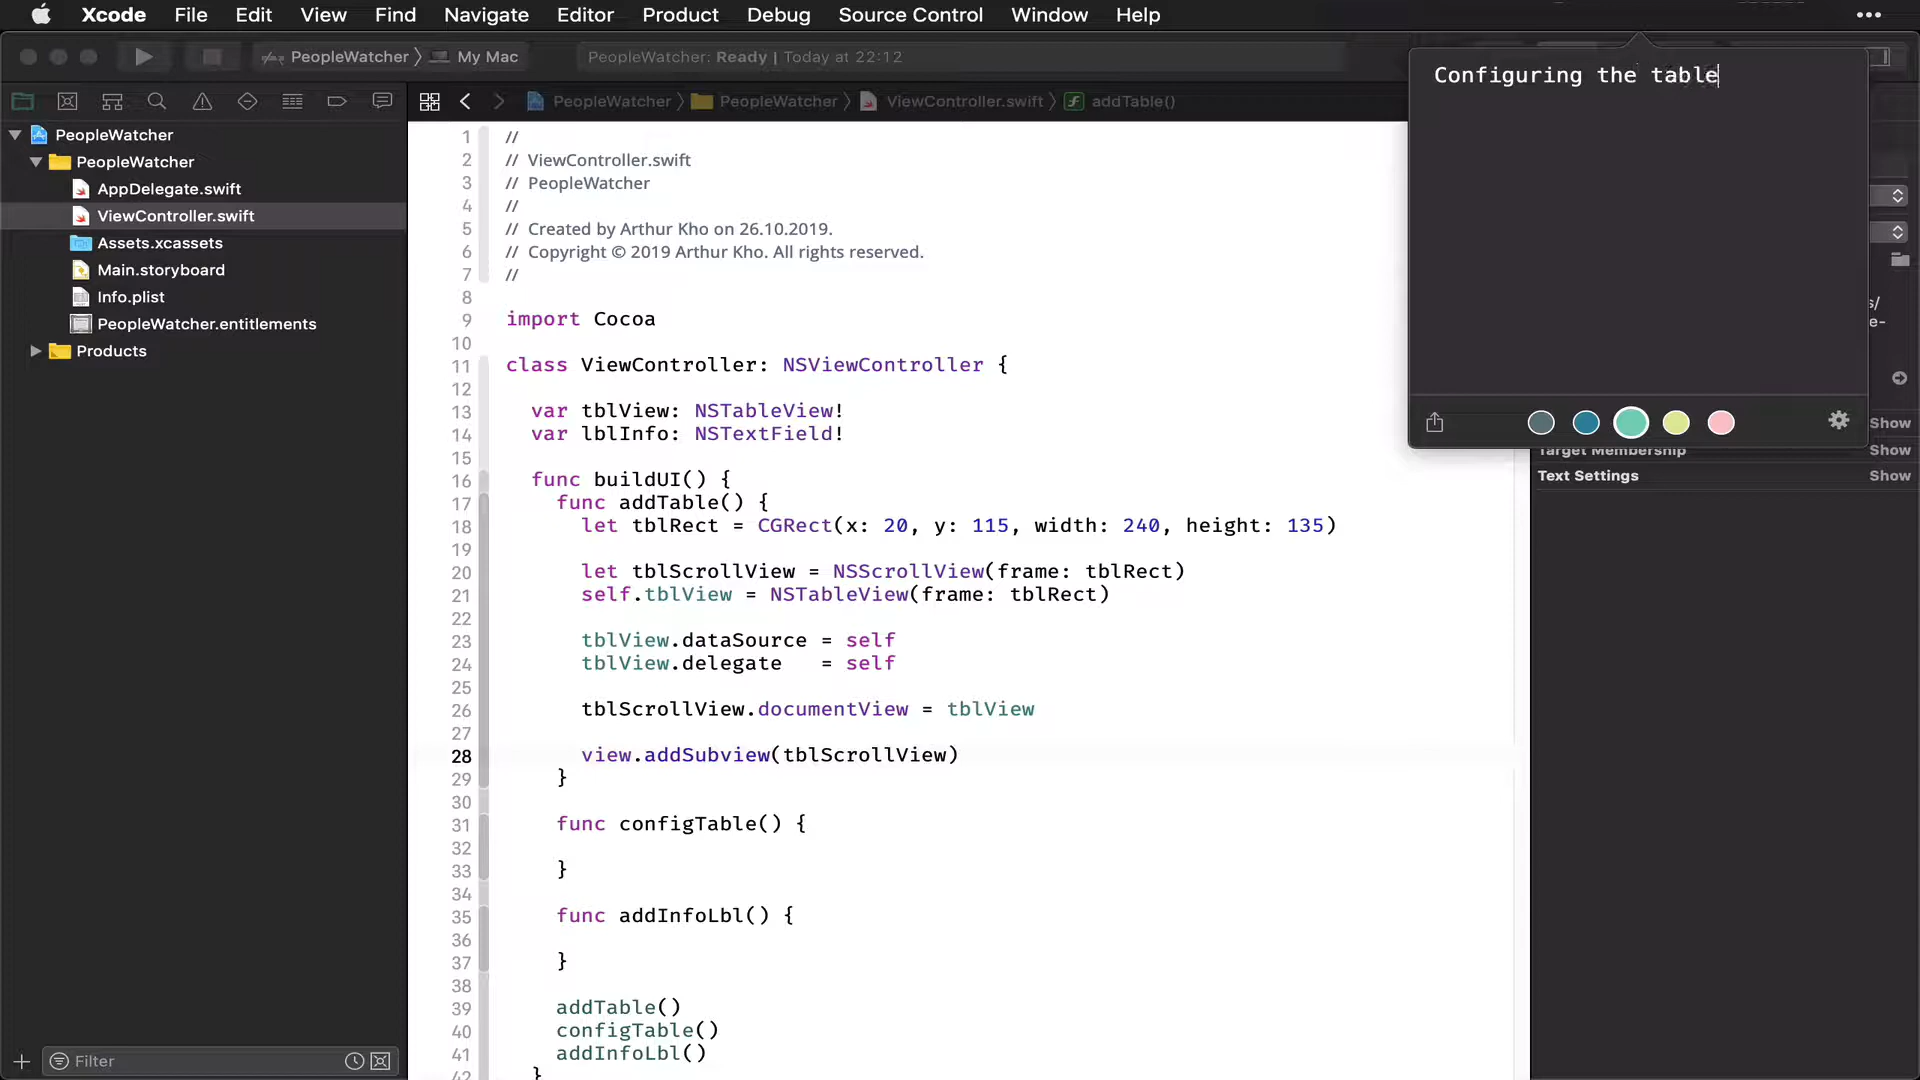 Xcode File Edit View Find Navigate Editor Product Debug Source Control Window Help
PeopleWatcher My Mac PeopleWatcher: Ready | Today at 22:12
Configuring the table
PeopleWatcher PeopleWatcher ViewController.swift addTable()
PeopleWatcher
PeopleWatcher
AppDelegate.swift
ViewController.swift
Assets.xcassets
Main.storyboard
Info.plist
PeopleWatcher.entitlements
Products
1 //
2 // ViewController.swift
3 // PeopleWatcher
4 //
5 // Created by Arthur Kho on 26.10.2019.
6 // Copyright © 2019 Arthur Kho. All rights reserved.
7 //
8
9 import Cocoa
10
11 class ViewController: NSViewController {
12
13 var tblView: NSTableView!
14 var lblInfo: NSTextField!
15
16 func buildUI() {
17 func addTable() {
18 let tblRect = CGRect(x: 20, y: 115, width: 240, height: 135)
19
20 let tblScrollView = NSScrollView(frame: tblRect)
21 self.tblView = NSTableView(frame: tblRect)
22
23 tblView.dataSource = self
24 tblView.delegate = self
25
26 tblScrollView.documentView = tblView
27
28 view.addSubview(tblScrollView)
29 }
30
31 func configTable() {
32
33 }
34
35 func addInfoLbl() {
36
37 }
38
39 addTable()
40 configTable()
41 addInfoLbl()
42 }
s/
e-
Show
Target Membership Show
Text Settings Show
Filter